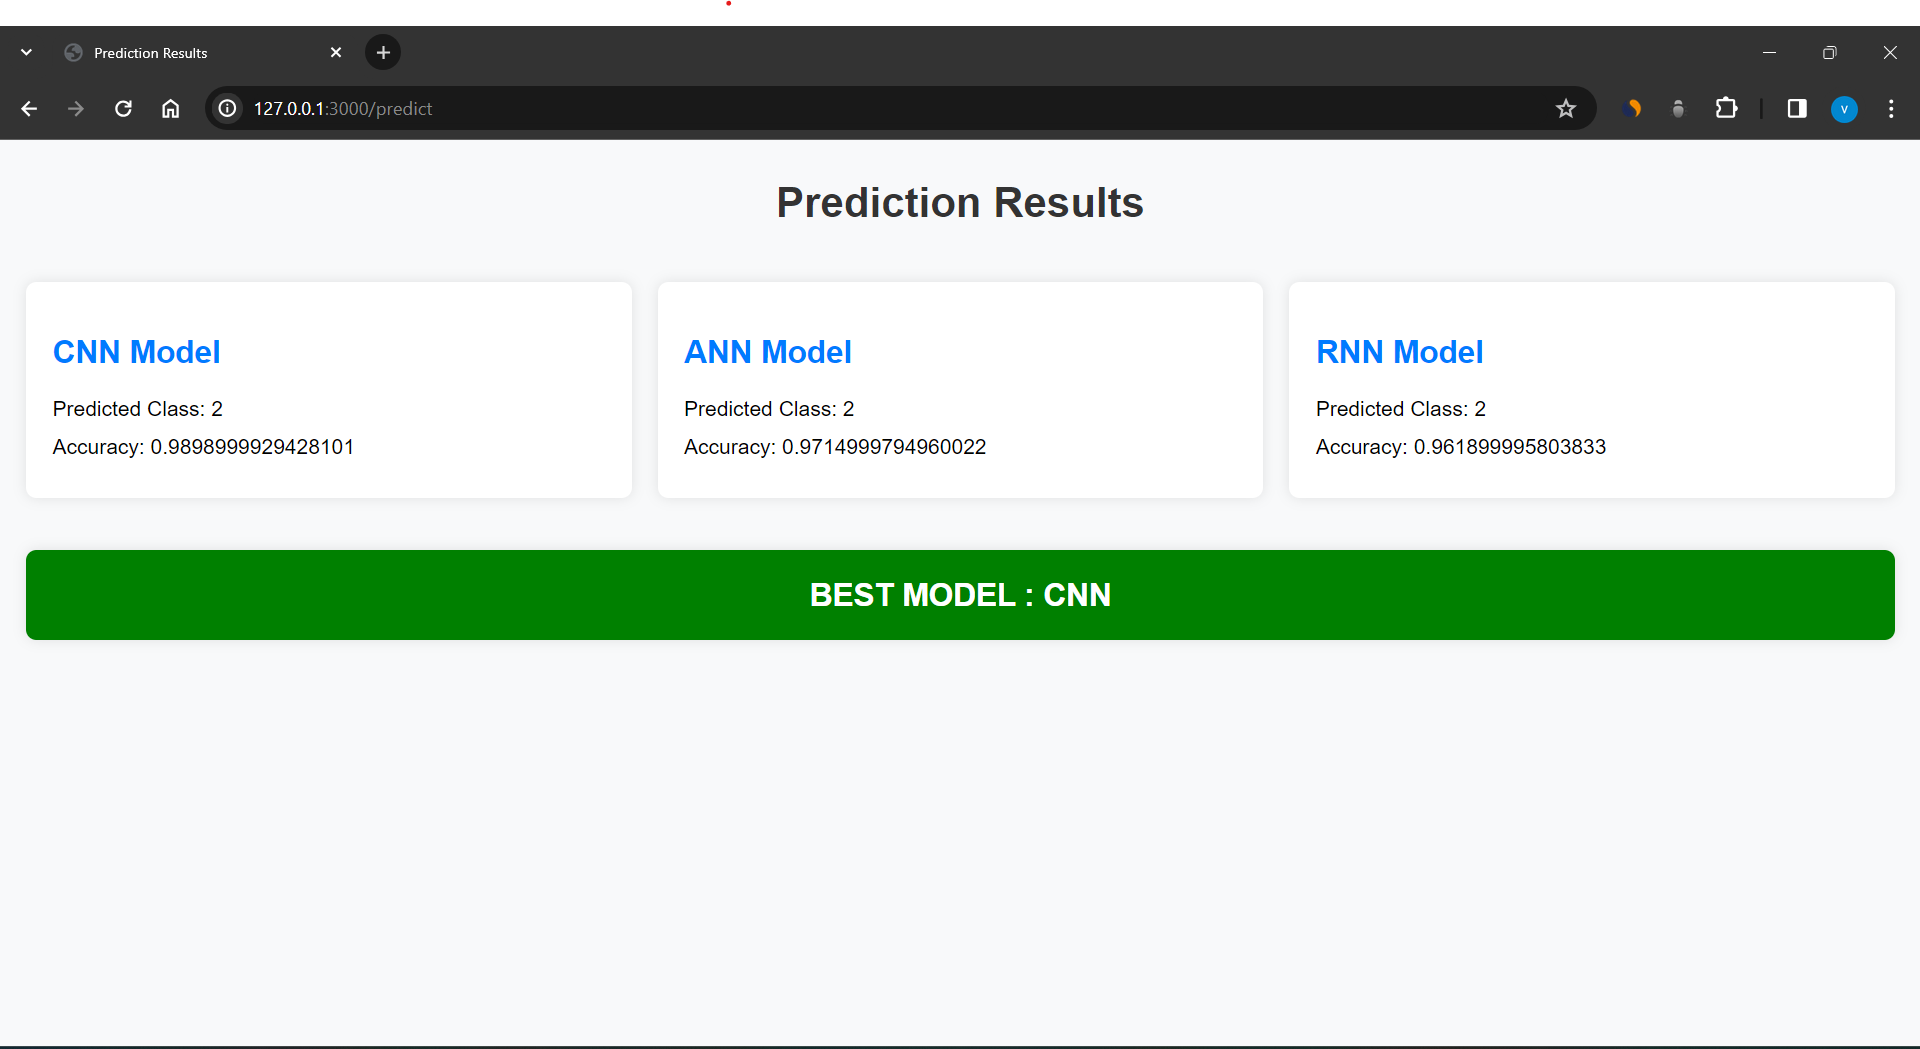 Prediction Results
127.0.0.1:3000/predict
V
Prediction Results
CNN Model
Predicted Class: 2
Accuracy: 0.9898999929428101
ANN Model
Predicted Class: 2
Accuracy: 0.9714999794960022
RNN Model
Predicted Class: 2
Accuracy: 0.961899995803833
BEST MODEL : CNN